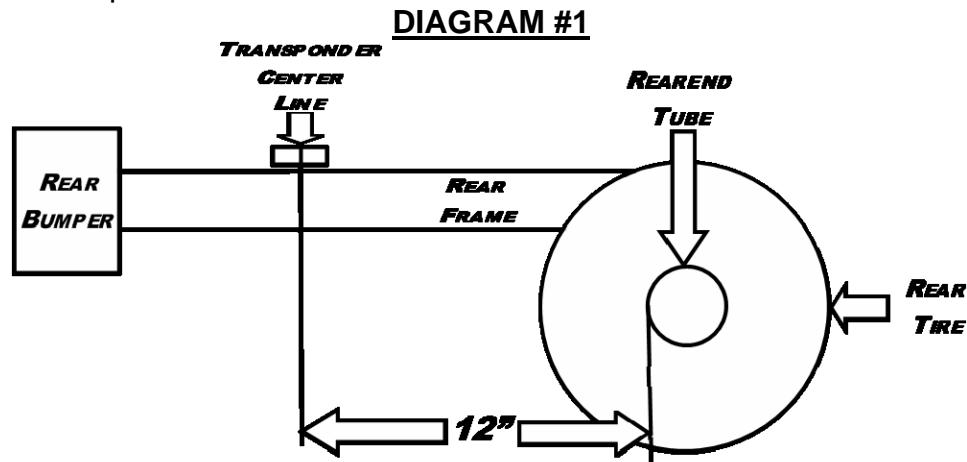 DIAGRAM #1
TRANSPONDER
CENTER
LINE
REAREND
TUBE
REAR
BUMPER
REAR
FRAME
REAR
TIRE
12”